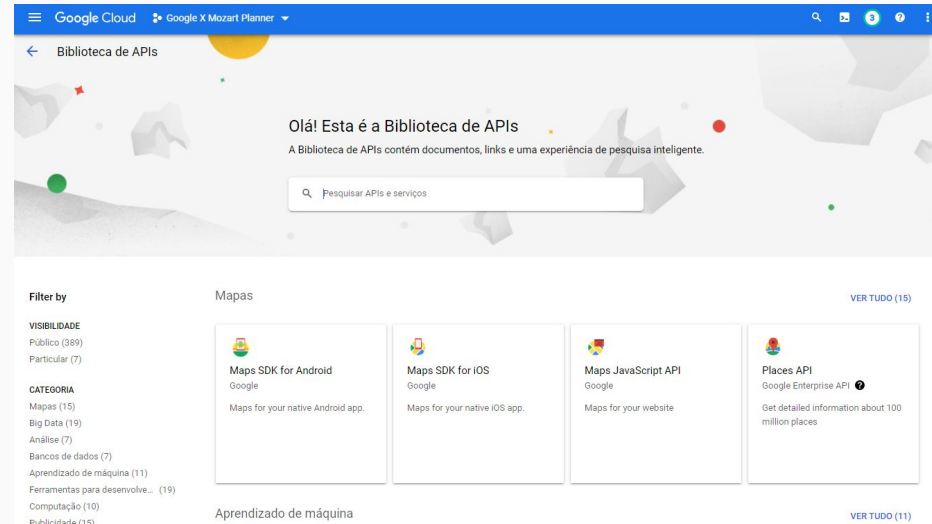 Google Cloud
Google X Mozart Planner
3
Biblioteca de APIs
Olá! Esta é a Biblioteca de APIs
A Biblioteca de APIs contém documentos, links e uma experiência de pesquisa inteligente.
Pesquisar APIs e serviços
Filter by
VISIBILIDADE
Público (389)
Particular (7)
CATEGORIA
Mapas (15)
Big Data (19)
Análise (7)
Bancos de dados (7)
Aprendizado de máquina (11)
Ferramentas para desenvolve... (19)
Computação (10)
Publicidade (15)
Mapas
VER TUDO (15)
Maps SDK for Android
Google
Maps for your native Android app.
Maps SDK for iOS
Google
Maps for your native iOS app.
Maps JavaScript API
Google
Maps for your website
Places API
Google Enterprise API
Get detailed information about 100
million places
Aprendizado de máquina
VER TUDO (11)